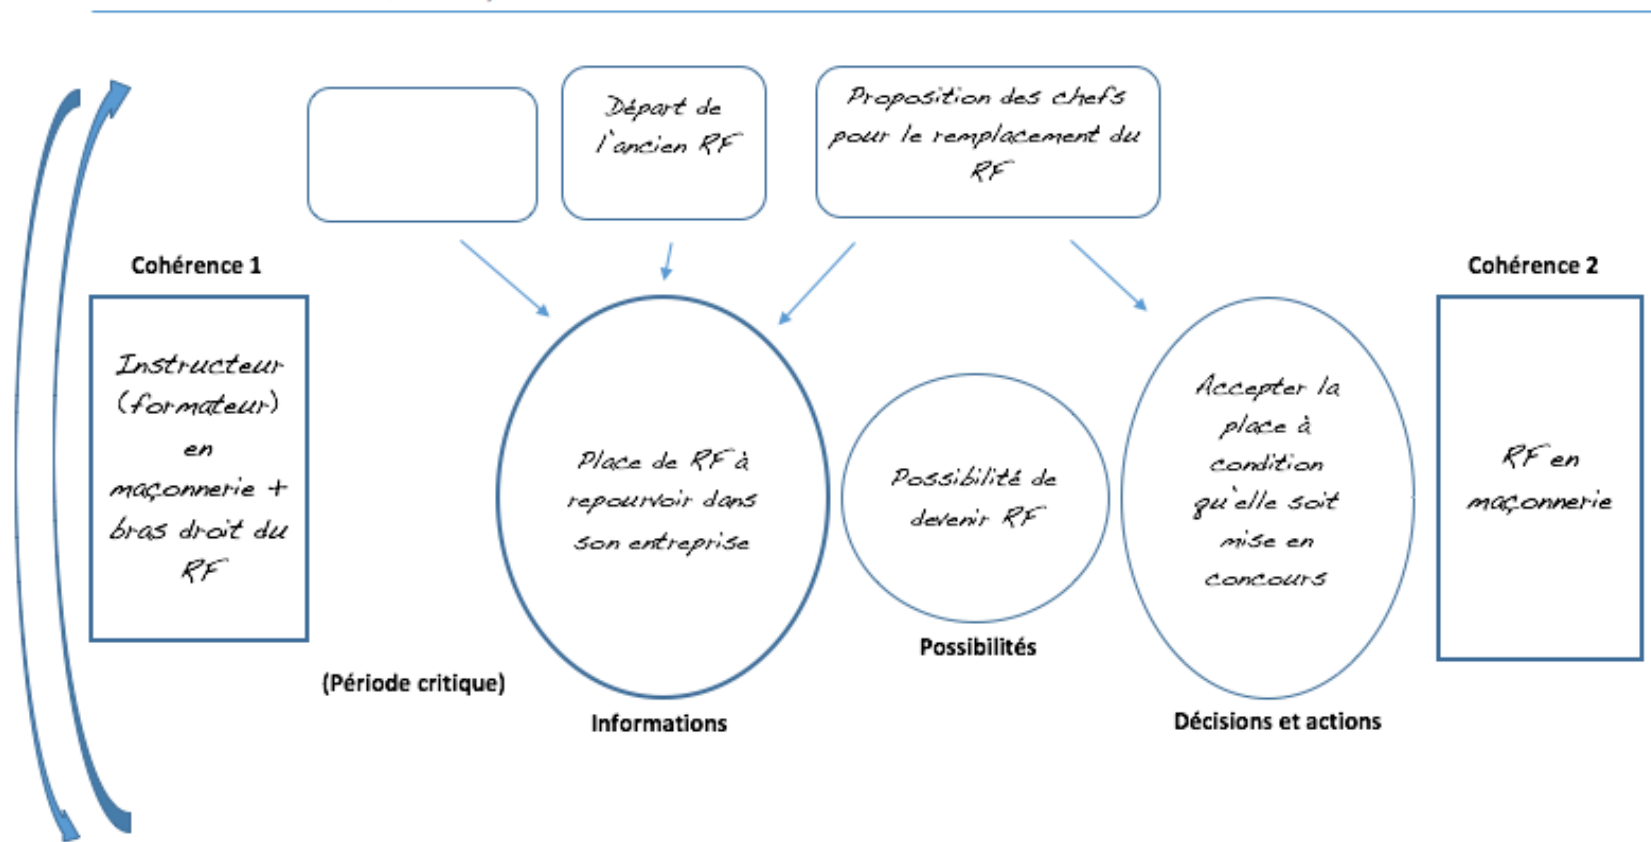 Départ de
l'ancien RF
Proposition des chefs
pour le remplacement du
RF
Cohérence 1
Cohérence 2
Instructeur
(formateur)
en
maçonnerie +
bras droit du
RF
Place de RF à
repourvoir dans
son entreprise
Possibilité de
devenir RF
Accepter la
place à
condition
qu'elle soit
mise en
concours
RF en
maçonnerie
Possibilités
(Période critique)
Informations
Décisions et actions